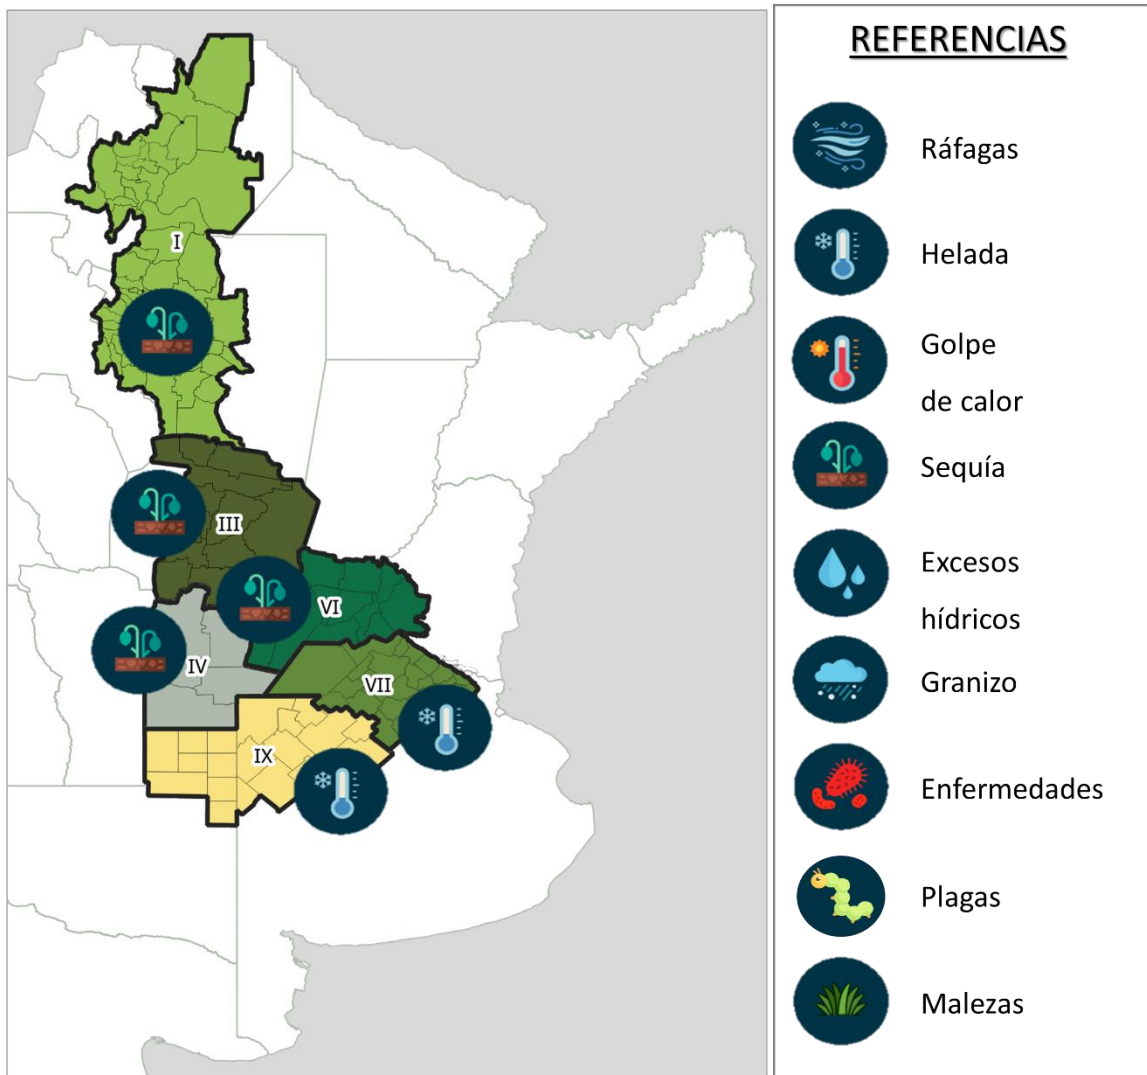 I
III
VI
IV
VII
IX
REFERENCIAS
Ráfagas
Helada
Golpe
de calor
Sequía
Excesos
hídricos
Granizo
Enfermedades
Plagas
Malezas